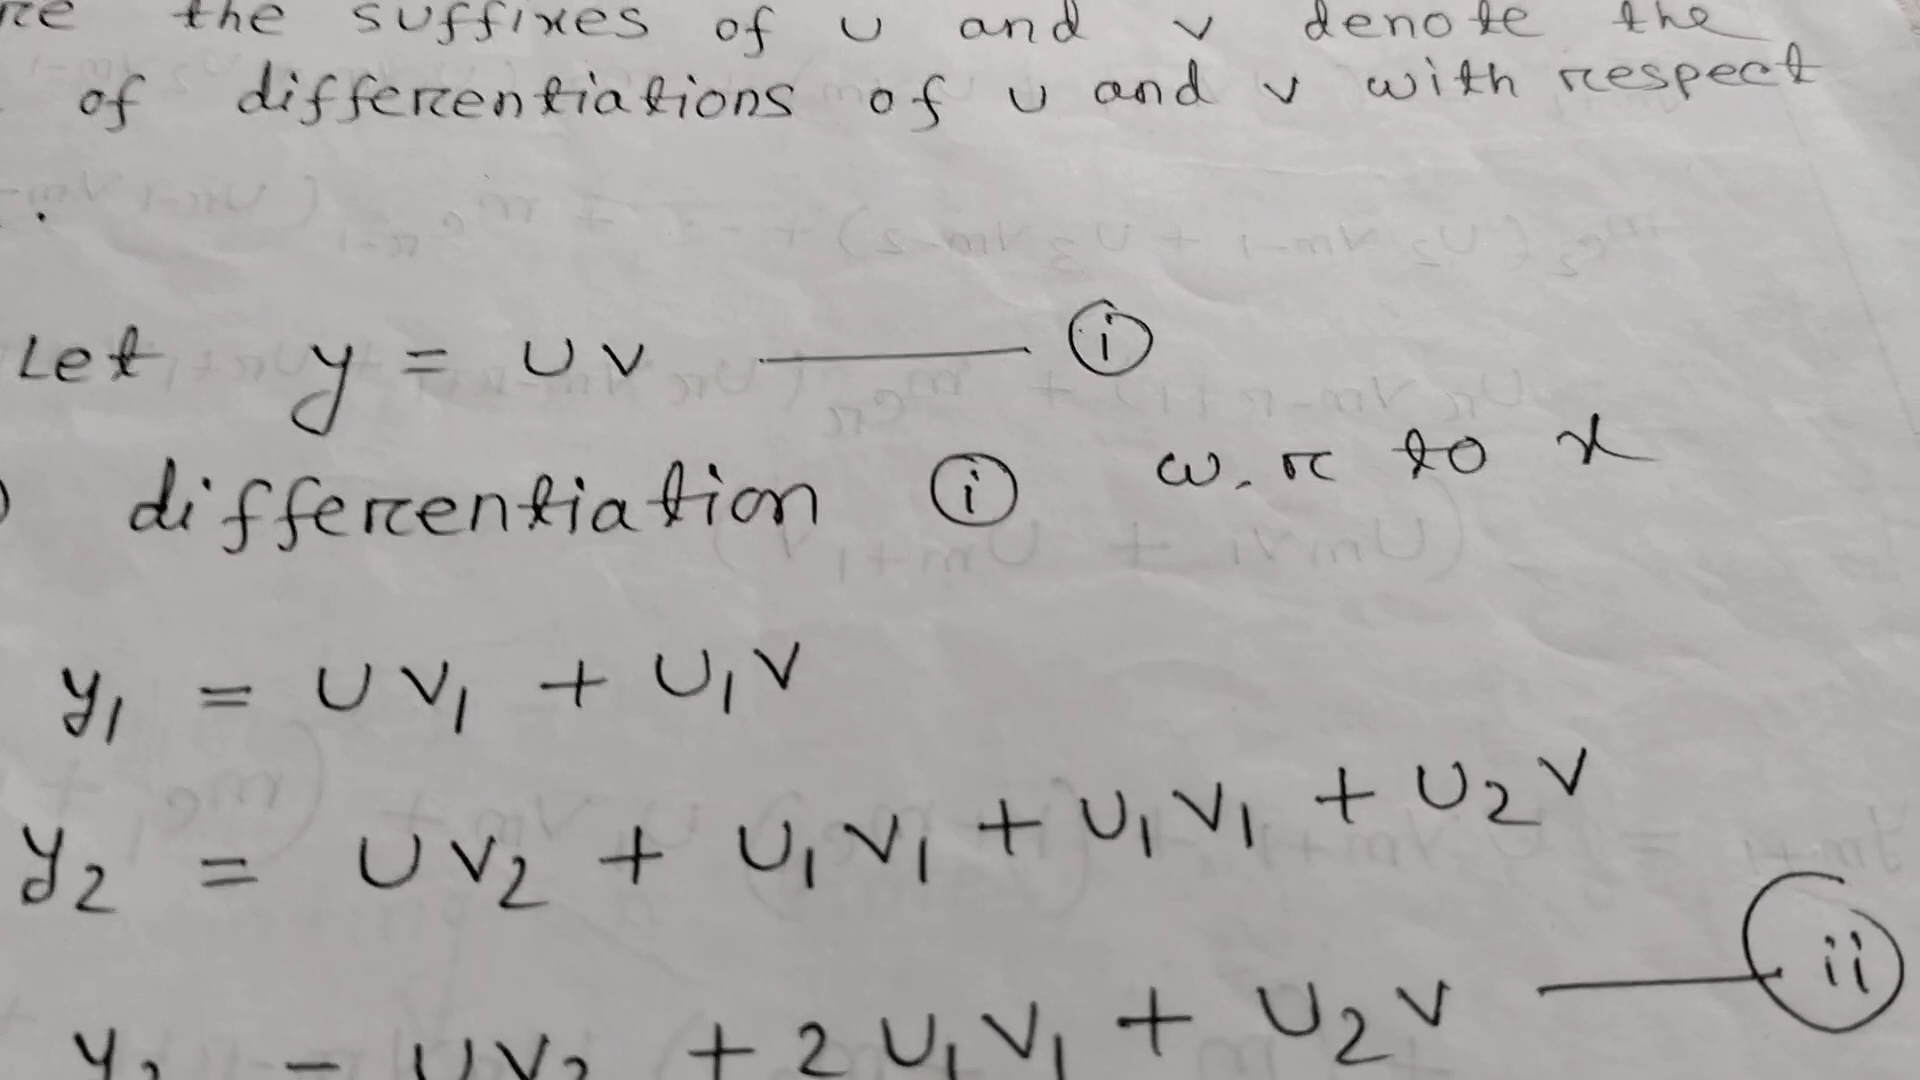 the suffixes of u and v denote the
of differentiations of u and v with respect
Let y = uv —— (i)
differentiation (i) w.r to x
y₁ = uv₁ + u₁v
y₂ = uv₂ + u₁v₁ + u₁v₁ + u₂v
y₂ = uv₂ + 2u₁v₁ + u₂v —— (ii)